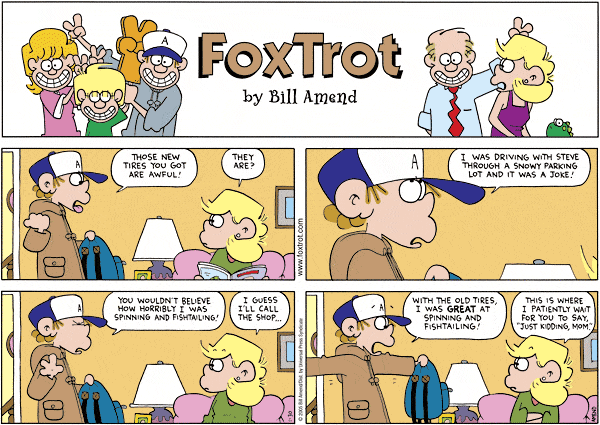 FoxTrot
by Bill Amend
THOSE NEW
TIRES YOU GOT
ARE AWFUL!
THEY
ARE?
www.foxtrot.com
I WAS DRIVING WITH STEVE
THROUGH A SNOWY PARKING
LOT AND IT WAS A JOKE!
YOU WOULDN'T BELIEVE
HOW HORRIBLY I WAS
SPINNING AND FISHTAILING!
I GUESS
I'LL CALL
THE SHOP...
1-30
WITH THE OLD TIRES,
I WAS GREAT AT
SPINNING AND
FISHTAILING!
THIS IS WHERE
I PATIENTLY WAIT
FOR YOU TO SAY,
"JUST KIDDING, MOM."
AMEND
A
A
A
A
A